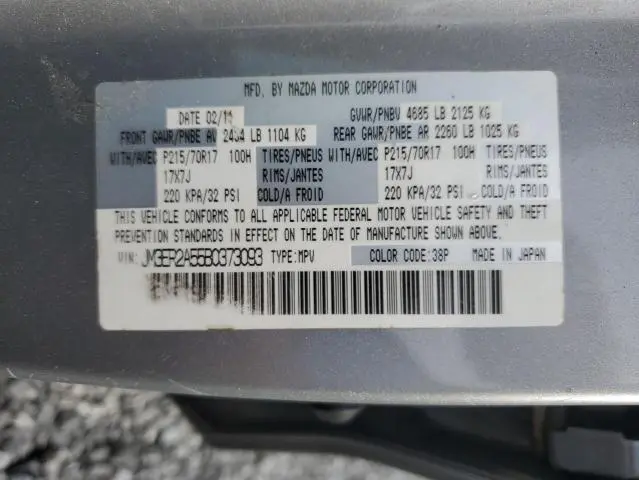 MFD. BY MAZDA MOTOR CORPORATION
DATE 02/11 GVWR/PNBV 4685 LB 2125 KG
FRONT GAWR/PNBE AV 2434 LB 1104 KG REAR GAWR/PNBE AR 2260 LB 1025 KG
WITH/AVEC P215/70R17 100H TIRES/PNEUS WITH/AVEC P215/70R17 100H TIRES/PNEUS
17X7J RIMS/JANTES 17X7J RIMS/JANTES
220 KPA/32 PSI COLD/A FROID 220 KPA/32 PSI COLD/A FROID
THIS VEHICLE CONFORMS TO ALL APPLICABLE FEDERAL MOTOR VEHICLE SAFETY AND THEFT
PREVENTION STANDARDS IN EFFECT ON THE DATE OF MANUFACTURE SHOWN ABOVE.
VIN: JM3ER2A55B0373093 TYPE:MPV COLOR CODE:38P MADE IN JAPAN